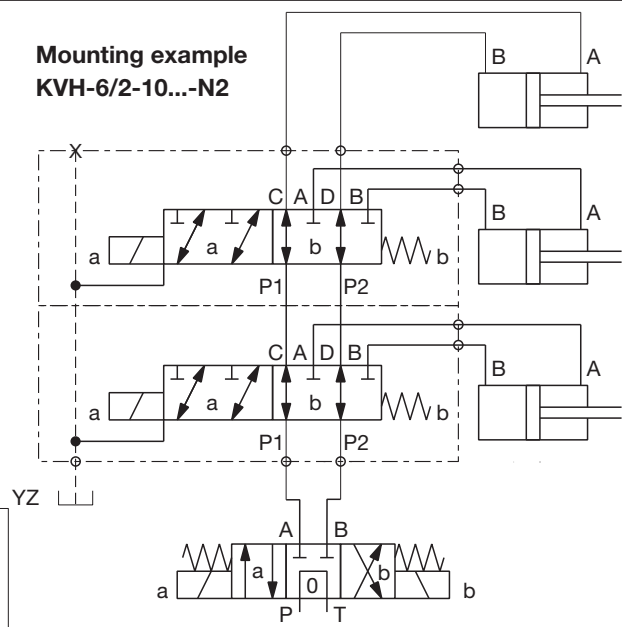 Mounting example
KVH-6/2-10...-N2
B A
X
C A D B
B A
a a b b
P1 P2
C A D B
B A
a a b b
P1 P2
YZ
A B
a a 0 b b
P T